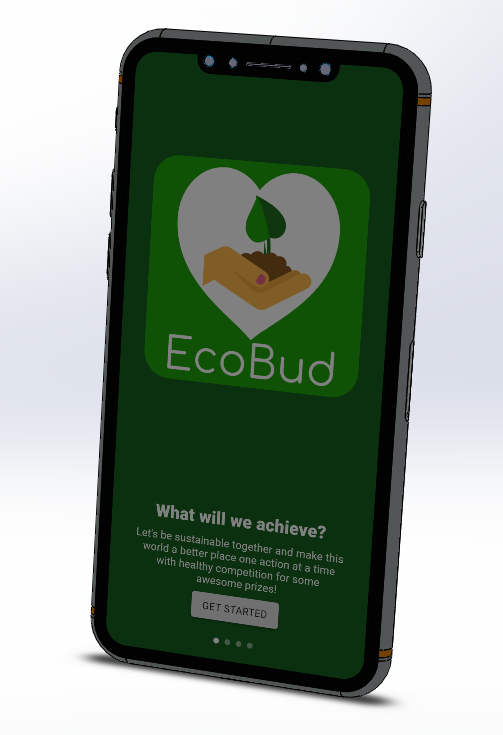 EcoBud
What will we achieve?
Let's be sustainable together and make this
world a better place one action at a time
with healthy competition for some
awesome prizes!
GET STARTED